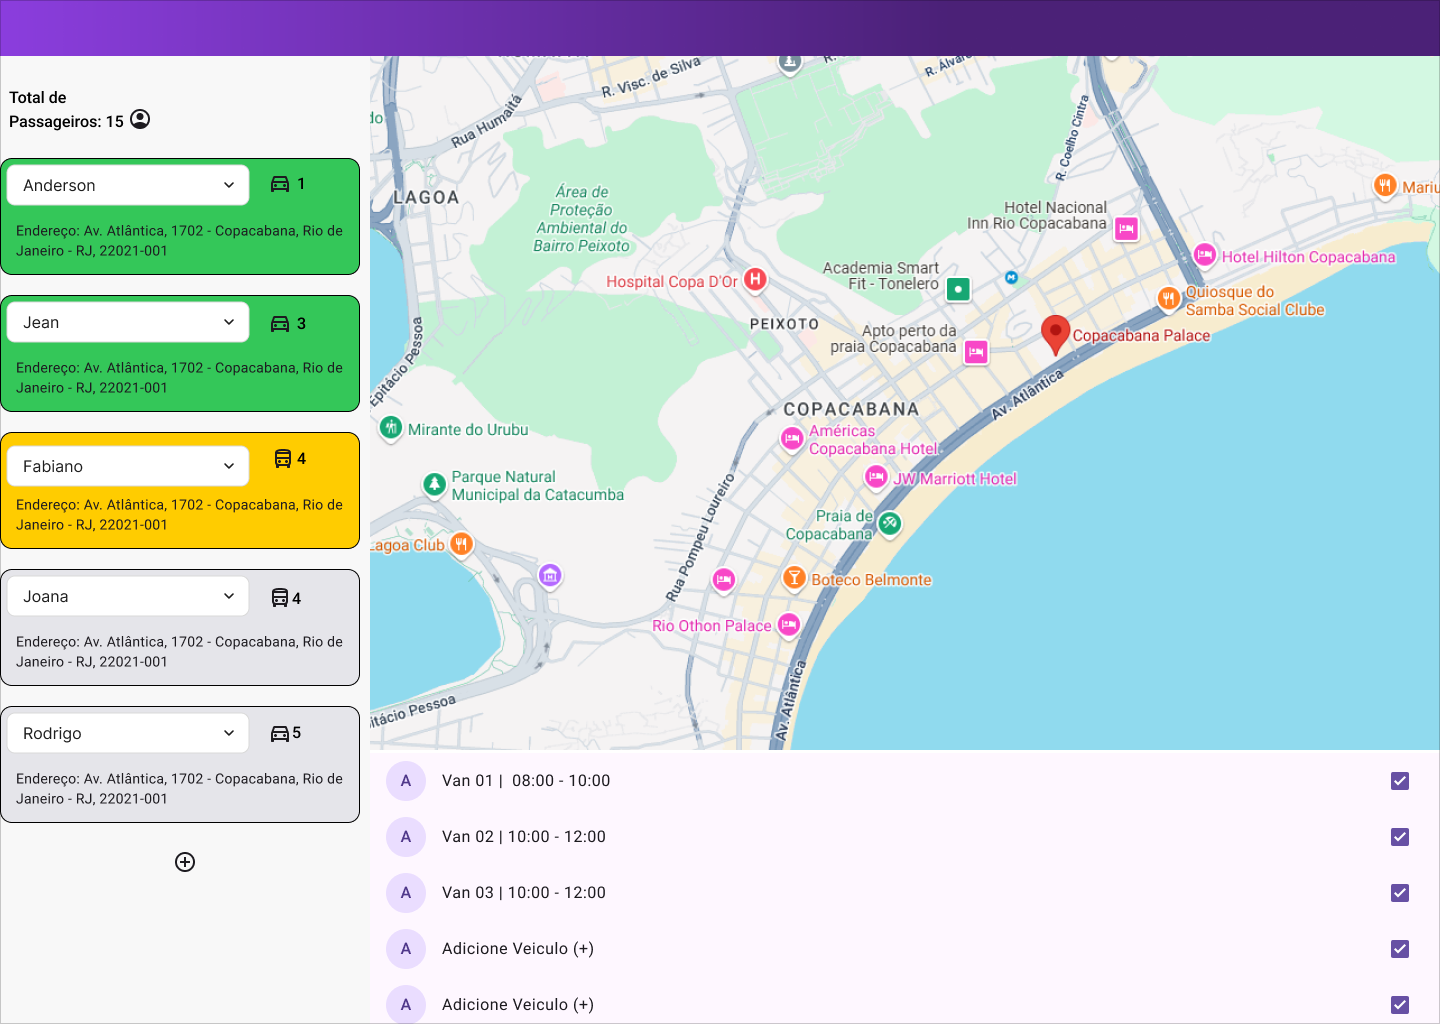 Total de
Passageiros: 15
Anderson
1
Endereço: Av. Atlântica, 1702 - Copacabana, Rio de
Janeiro - RJ, 22021-001
Jean
3
Endereço: Av. Atlântica, 1702 - Copacabana, Rio de
Janeiro - RJ, 22021-001
Fabiano
4
Endereço: Av. Atlântica, 1702 - Copacabana, Rio de
Janeiro - RJ, 22021-001
Joana
4
Endereço: Av. Atlântica, 1702 - Copacabana, Rio de
Janeiro - RJ, 22021-001
Rodrigo
5
Endereço: Av. Atlântica, 1702 - Copacabana, Rio de
Janeiro - RJ, 22021-001
R. Visc. de Silva
R. Álvaro
Rua Humaitá
do
R. Coelho Cintra
LAGOA
Área de
Proteção
Ambiental do
Bairro Peixoto
Hotel Nacional
Inn Rio Copacabana
Mariu
Hotel Hilton Copacabana
Hospital Copa D'Or
H
Academia Smart
Fit - Tonelero
M
Quiosque do
Samba Social Clube
PEIXOTO
Apto perto da
praia Copacabana
Copacabana Palace
Epitácio Pessoa
Av. Atlântica
COPACABANA
Mirante do Urubu
Américas
Copacabana Hotel
Parque Natural
Municipal da Catacumba
JW Marriott Hotel
Praia de
Copacabana
Rua Pompeu Loureiro
Lagoa Club
Boteco Belmonte
Rio Othon Palace
Av. Atlântica
pitácio Pessoa
A
Van 01 |  08:00 - 10:00
A
Van 02 | 10:00 - 12:00
A
Van 03 | 10:00 - 12:00
A
Adicione Veiculo (+)
A
Adicione Veiculo (+)